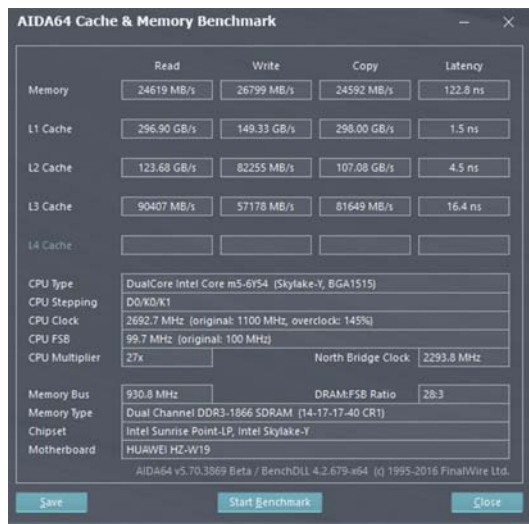 AIDA64 Cache & Memory Benchmark
Read Write Copy Latency
Memory 24619 MB/s 26799 MB/s 24592 MB/s 122.8 ns
L1 Cache 296.90 GB/s 149.33 GB/s 298.00 GB/s 1.5 ns
L2 Cache 123.68 GB/s 82255 MB/s 107.08 GB/s 4.5 ns
L3 Cache 90407 MB/s 57178 MB/s 81649 MB/s 16.4 ns
L4 Cache
CPU Type DualCore Intel Core m5-6Y54 (Skylake-Y, BGA1515)
CPU Stepping D0/K0/K1
CPU Clock 2692.7 MHz (original: 1100 MHz, overclock: 145%)
CPU FSB 99.7 MHz (original: 100 MHz)
CPU Multiplier 27x North Bridge Clock 2293.8 MHz
Memory Bus 930.8 MHz DRAM:FSB Ratio 28:3
Memory Type Dual Channel DDR3-1866 SDRAM (14-17-17-40 CR1)
Chipset Intel Sunrise Point-LP, Intel Skylake-Y
Motherboard HUAWEI HZ-W19
AIDA64 v5.70.3869 Beta / BenchDLL 4.2.679-x64 (c) 1995-2016 FinalWire Ltd.
Save Start Benchmark Close